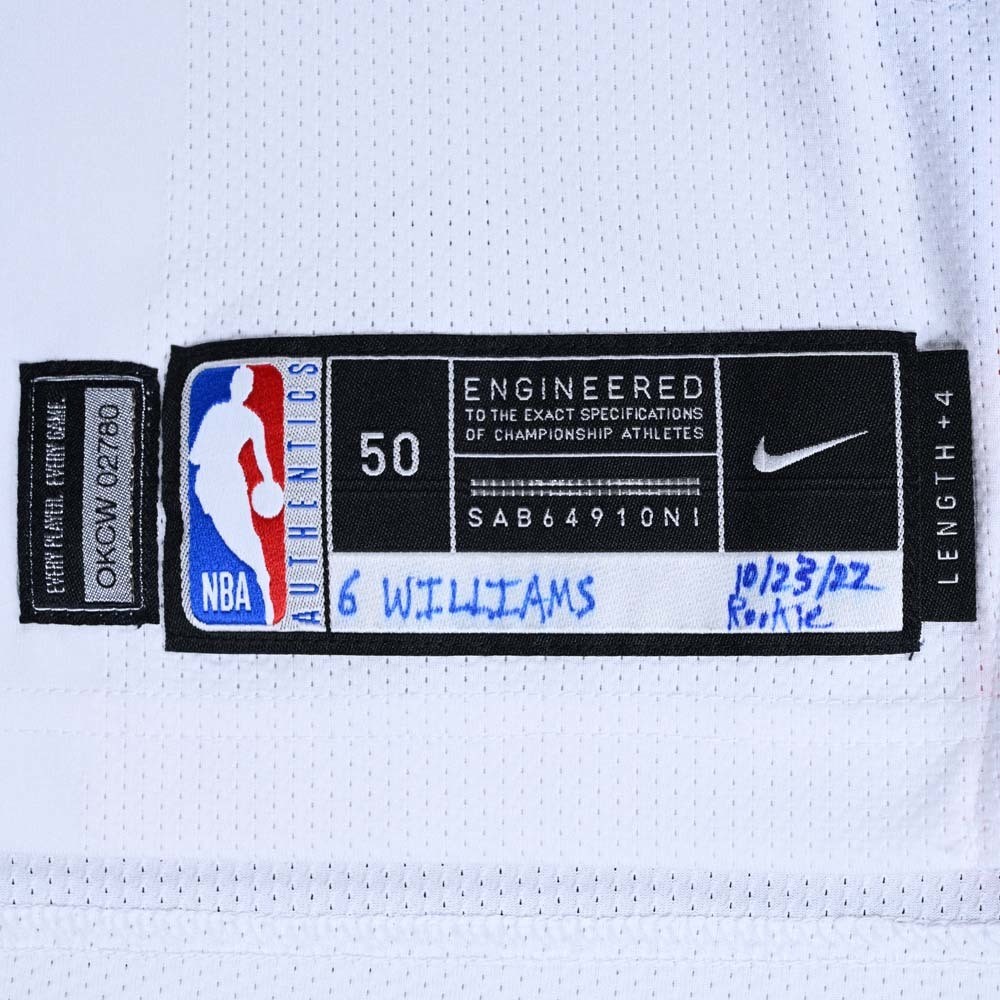 EVERY PLAYER. EVERY GAME.
OKCW 02760
NBA
AUTHENTICS
50
ENGINEERED
TO THE EXACT SPECIFICATIONS
OF CHAMPIONSHIP ATHLETES
SAB64910NI
LENGTH +4
6 WILLIAMS
10/23/22
Rookie